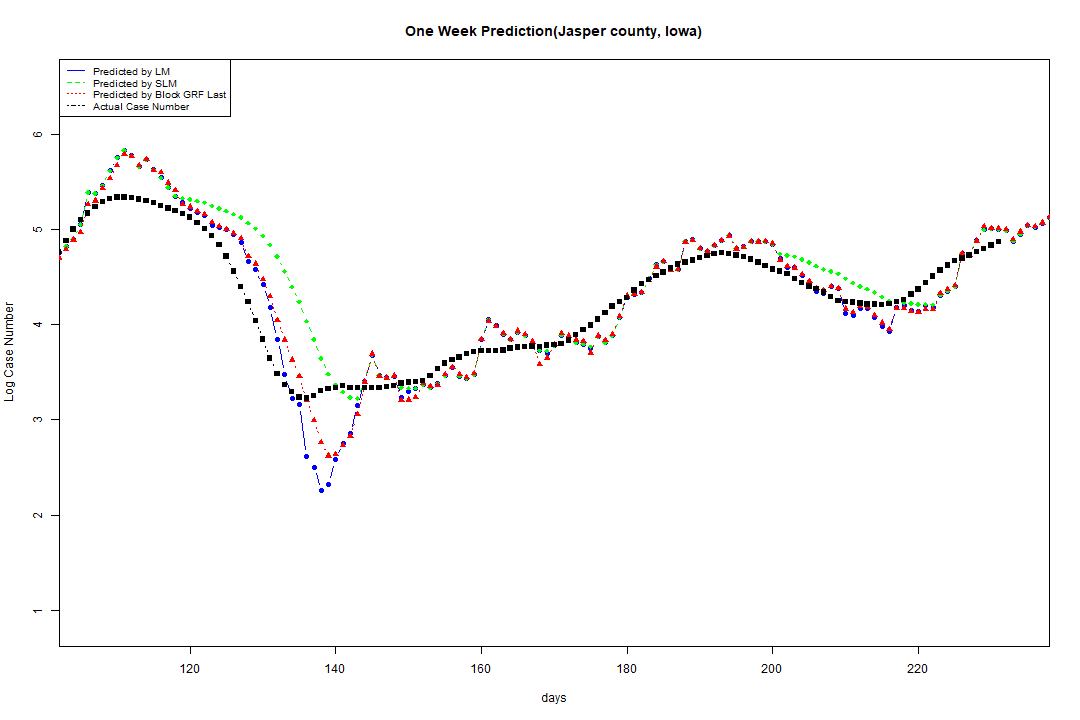 One Week Prediction(Jasper county, Iowa)
Predicted by LM
Predicted by SLM
Predicted by Block GRF Last
Actual Case Number
6
5
4
3
2
1
Log Case Number
120 140 160 180 200 220
days